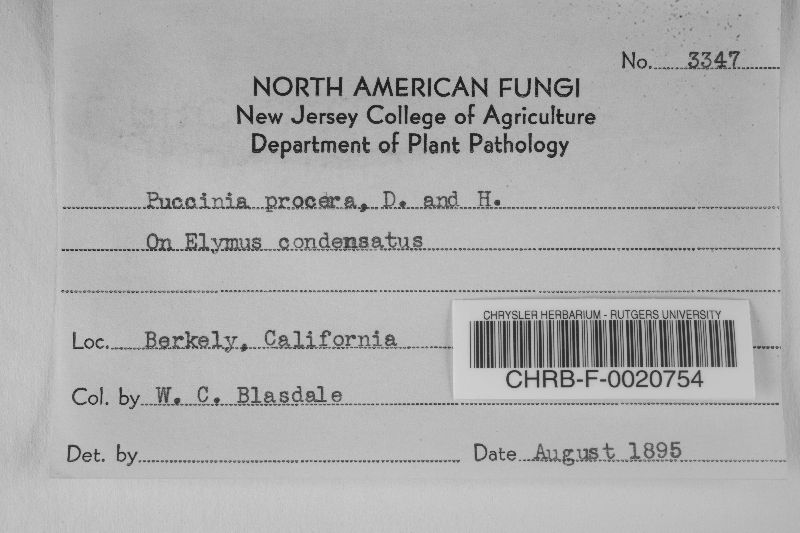 No. 3347
NORTH AMERICAN FUNGI
New Jersey College of Agriculture
Department of Plant Pathology
Puccinia procera, D. and H.
On Elymus condensatus
Loc. Berkely, California
CHRYSLER HERBARIUM - RUTGERS UNIVERSITY
CHRB-F-0020754
Col. by W. C. Blasdale
Det. by
Date August 1895